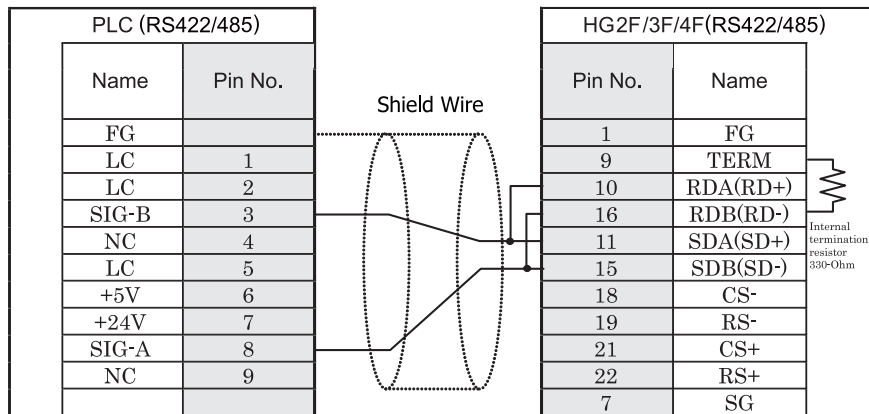 PLC (RS422/485) HG2F/3F/4F(RS422/485)
Name Pin No. Pin No. Name
Shield Wire
FG 1 FG
LC 1 9 TERM
LC 2 10 RDA(RD+)
SIG-B 3 16 RDB(RD-)
NC 4 11 SDA(SD+)
LC 5 15 SDB(SD-)
+5V 6 18 CS-
+24V 7 19 RS-
SIG-A 8 21 CS+
NC 9 22 RS+
7 SG
Internal
termination
resistor
330-Ohm